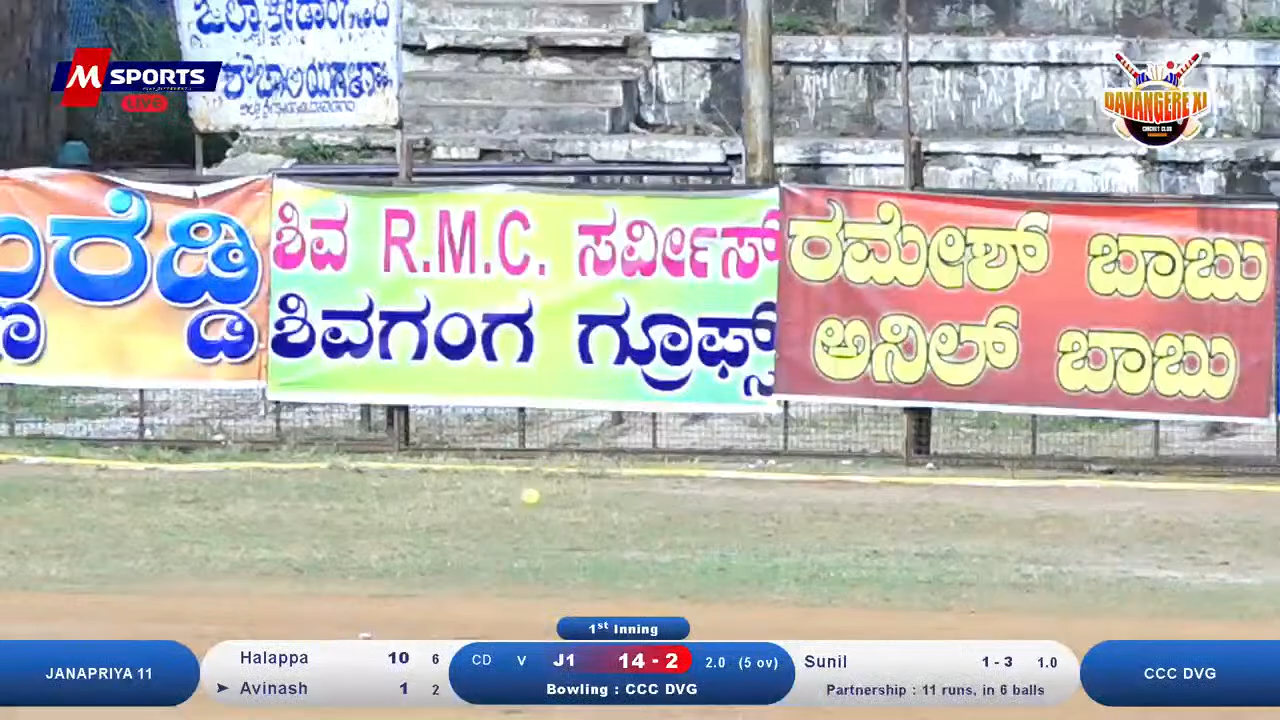 ಜಿಲ್ಲಾ ಕ್ರೀಡಾಂಗಣದ
ಶೌಚಾಲಯಗಳು
M SPORTS
LIVE
DAVANGERE XI
CRICKET CLUB
ರೆಡ್ಡಿ
ಶಿವ R.M.C. ಸರ್ವೀಸ್
ಶಿವಗಂಗ ಗ್ರೂಫ್ಸ್
ರಮೇಶ್ ಬಾಬು
ಅನಿಲ್ ಬಾಬು
1st Inning
JANAPRIYA 11
Halappa 10 6
Avinash 1 2
CD V J1 14 - 2 2.0 (5 ov)
Bowling : CCC DVG
Sunil 1 - 3 1.0
Partnership : 11 runs, in 6 balls
CCC DVG